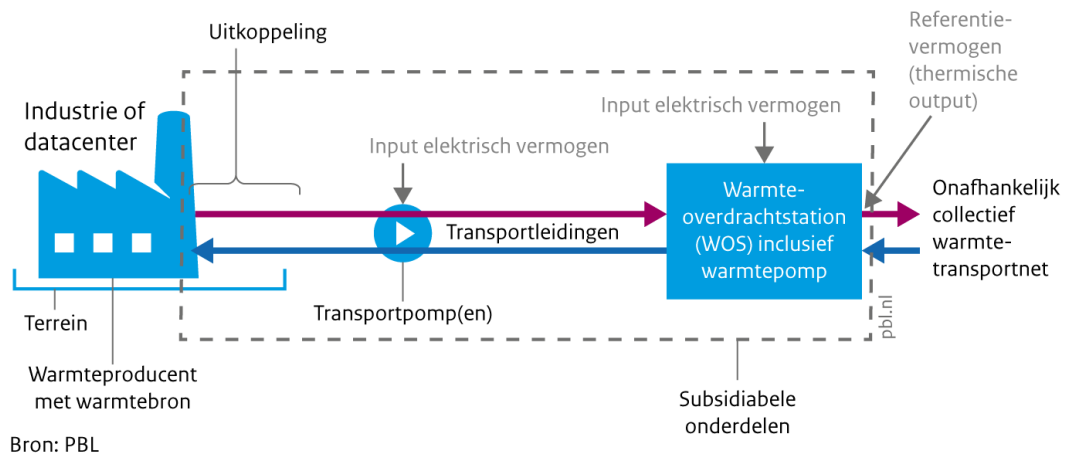 Uitkoppeling
Referentie-
vermogen
(thermische
output)
Industrie of
datacenter
Input elektrisch vermogen
Input elektrisch vermogen
Warmte-
overdrachtstation
(WOS) inclusief
warmtepomp
Onafhankelijk
collectief
warmte-
transportnet
Transportleidingen
Terrein
Transportpomp(en)
pbl.nl
Warmteproducent
met warmtebron
Subsidiabele
onderdelen
Bron: PBL